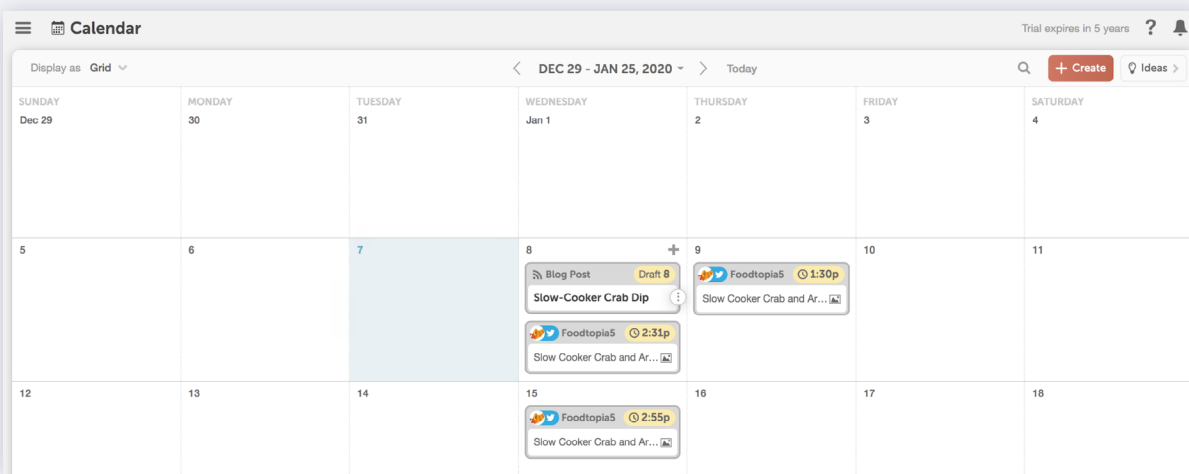 Calendar
Trial expires in 5 years ?
Display as Grid
DEC 29 - JAN 25, 2020
Today
+ Create
Ideas
SUNDAY MONDAY TUESDAY WEDNESDAY THURSDAY FRIDAY SATURDAY
Dec 29 30 31 Jan 1 2 3 4
5 6 7 8 + 9 10 11
Blog Post Draft 8
Slow-Cooker Crab Dip
Foodtopia5 2:31p
Slow Cooker Crab and Ar...
Foodtopia5 1:30p
Slow Cooker Crab and Ar...
12 13 14 15 16 17 18
Foodtopia5 2:55p
Slow Cooker Crab and Ar...